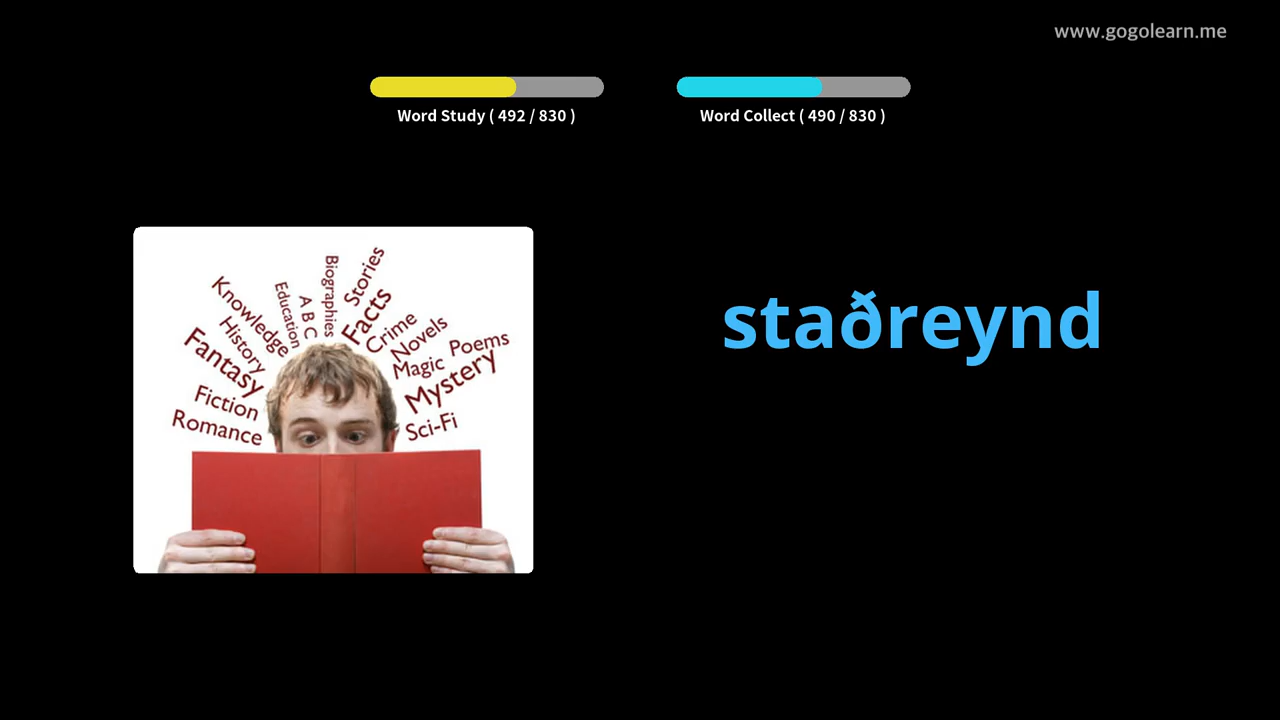 www.gogolearn.me
Word Study ( 492 / 830 )
Word Collect ( 490 / 830 )
Romance
Fiction
Fantasy
History
Knowledge
Education
A B C
Biographies
Stories
Facts
Crime
Novels
Magic
Poems
Mystery
Sci-Fi
staðreynd